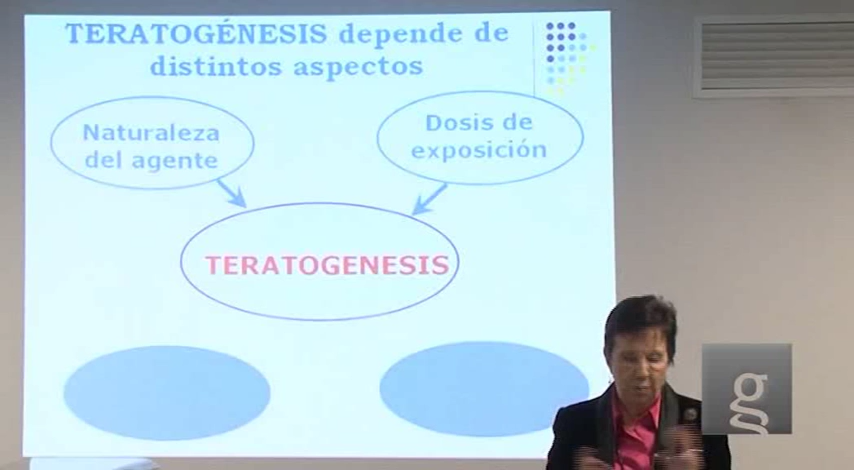 TERATOGÉNESIS depende de
distintos aspectos
Naturaleza
del agente
Dosis de
exposición
TERATOGENESIS
g